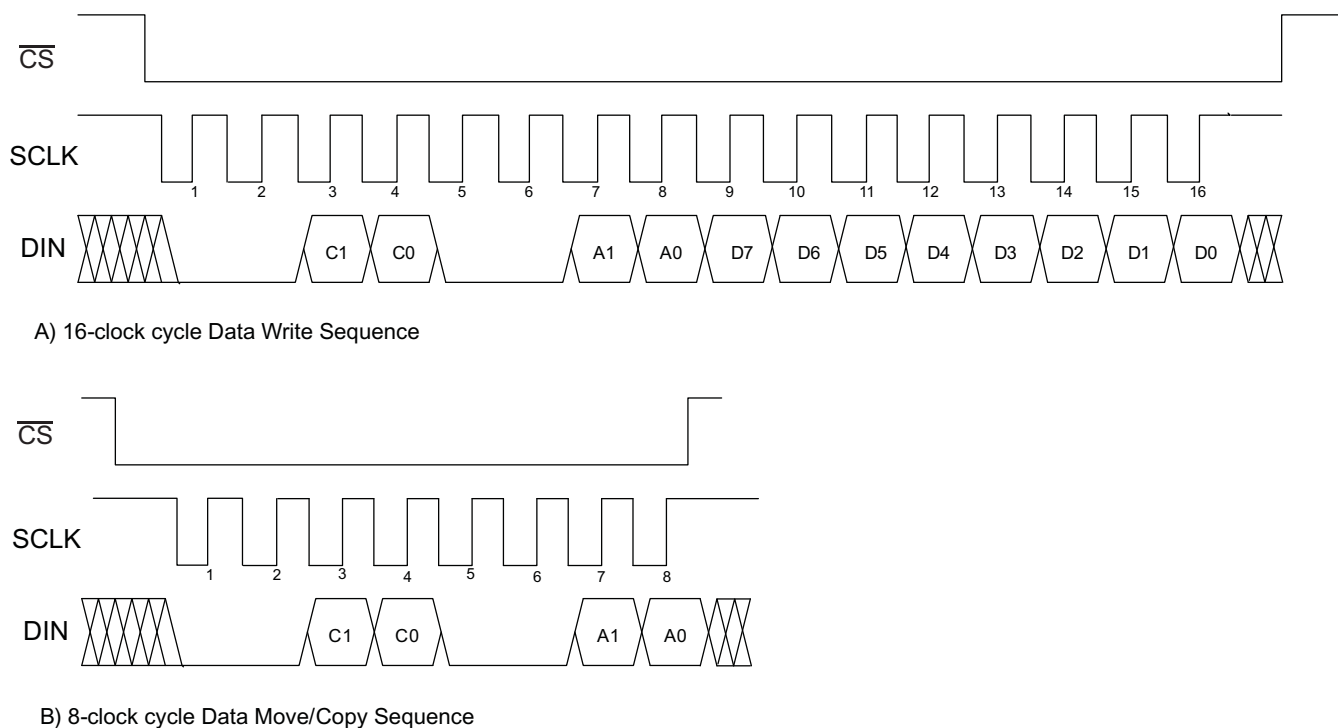 CS
SCLK
1 2 3 4 5 6 7 8 9 10 11 12 13 14 15 16
DIN C1 C0 A1 A0 D7 D6 D5 D4 D3 D2 D1 D0
A) 16-clock cycle Data Write Sequence
CS
SCLK
1 2 3 4 5 6 7 8
DIN C1 C0 A1 A0
B) 8-clock cycle Data Move/Copy Sequence